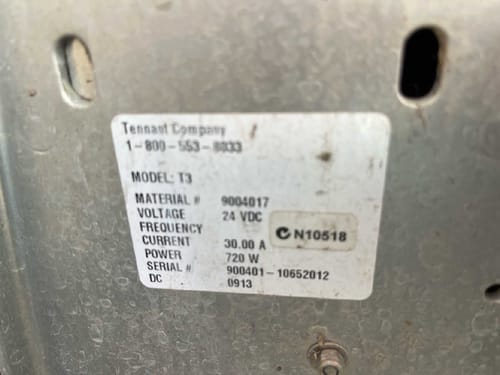 Tennant Company
1-800-553-8033
MODEL: T3
MATERIAL # 9004017
VOLTAGE 24 VDC
FREQUENCY
CURRENT 30.00 A
POWER 720 W
SERIAL # 900401-10652012
DC 0913
N10518